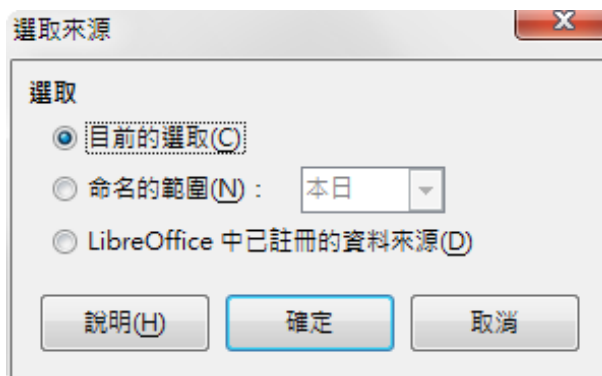 選取來源
選取
目前的選取(C)
命名的範圍(N)： 本日
LibreOffice 中已註冊的資料來源(D)
說明(H) 確定 取消